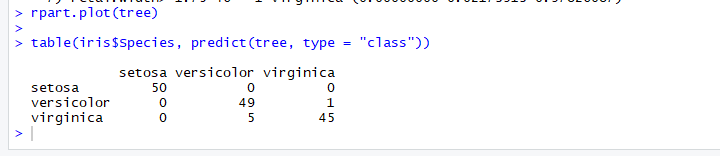 > rpart.plot(tree)
>
> table(iris$Species, predict(tree, type = "class"))
setosa versicolor virginica
setosa 50 0 0
versicolor 0 49 1
virginica 0 5 45
>